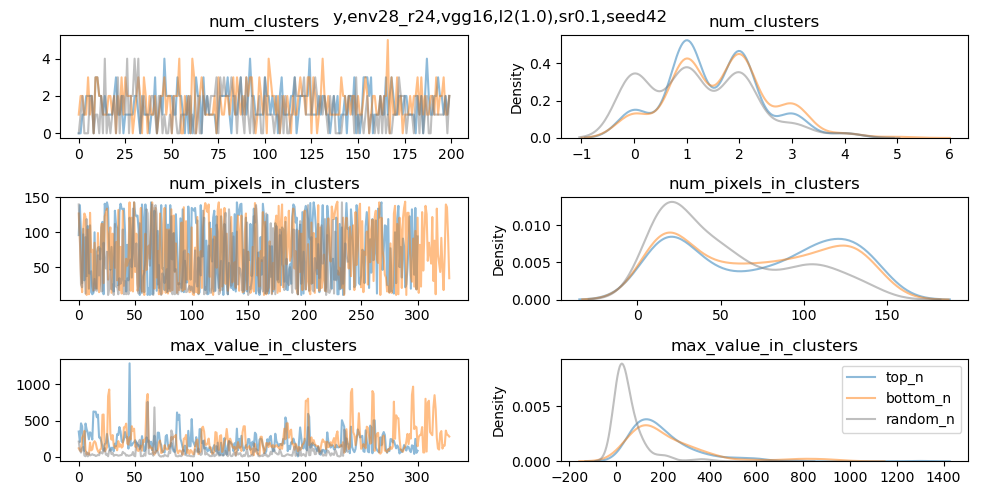 y,env28_r24,vgg16,l2(1.0),sr0.1,seed42
num_clusters
num_clusters
4
2
0
0 25 50 75 100 125 150 175 200
Density
0.4
0.2
0.0
−1 0 1 2 3 4 5 6
num_pixels_in_clusters
num_pixels_in_clusters
150
100
50
0 50 100 150 200 250 300
Density
0.010
0.005
0.000
0 50 100 150
max_value_in_clusters
max_value_in_clusters
1000
500
0
0 50 100 150 200 250 300
Density
0.005
0.000
−200 0 200 400 600 800 1000 1200 1400
top_n
bottom_n
random_n